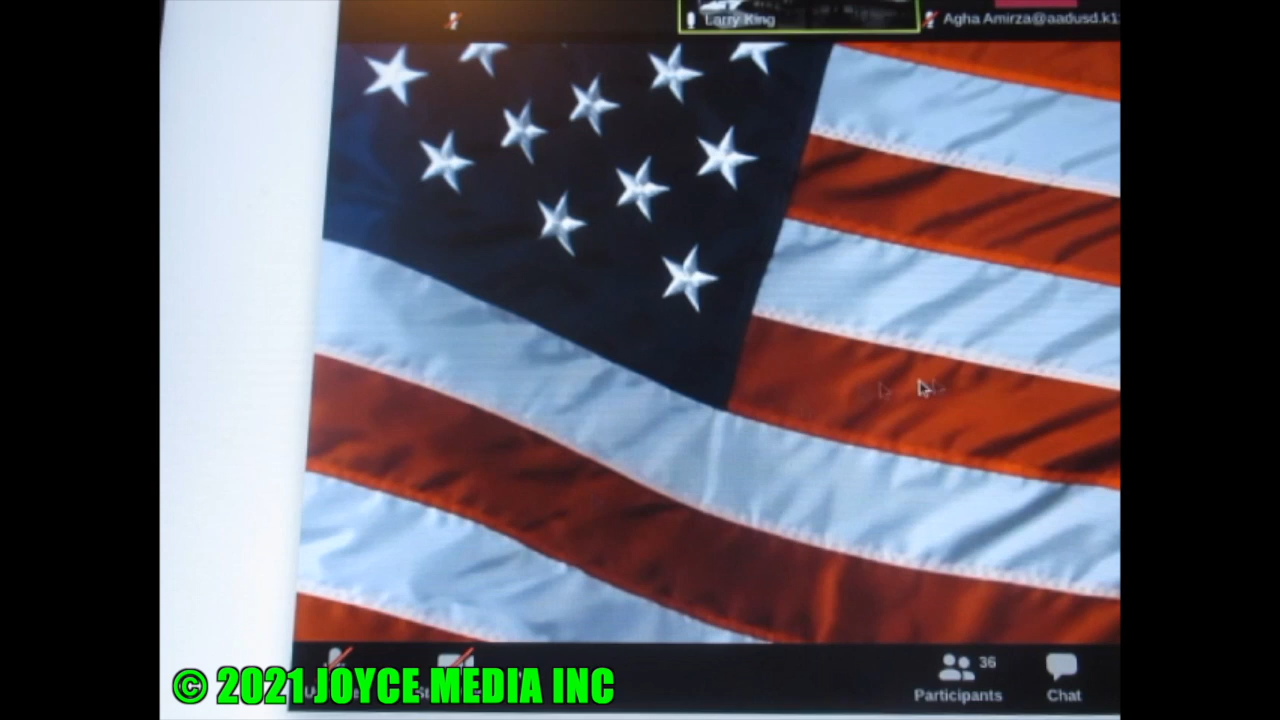 Larry King
Agha Amirza@aadusd.k1
36
Participants
Chat
© 2021 JOYCE MEDIA INC